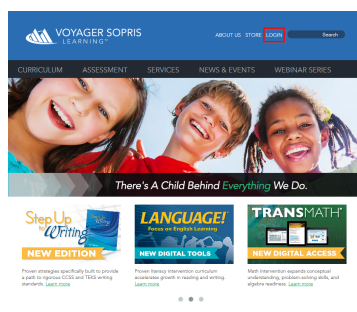 VOYAGER SOPRIS
LEARNING™
ABOUT US STORE LOGIN Search
CURRICULUM ASSESSMENT SERVICES NEWS & EVENTS WEBINAR SERIES
There's A Child Behind Everything We Do.
Step Up to Writing
NEW EDITION
LANGUAGE!
Focus on English Learning
NEW DIGITAL TOOLS
TRANSMATH®
NEW DIGITAL ACCESS
Proven strategies specifically built to provide
a path to rigorous CCSS and TEKS writing
standards. Learn more
Proven literacy intervention curriculum
accelerates growth in reading and writing.
Learn more
Math intervention expands conceptual
understanding, problem-solving skills, and
algebra readiness. Learn more